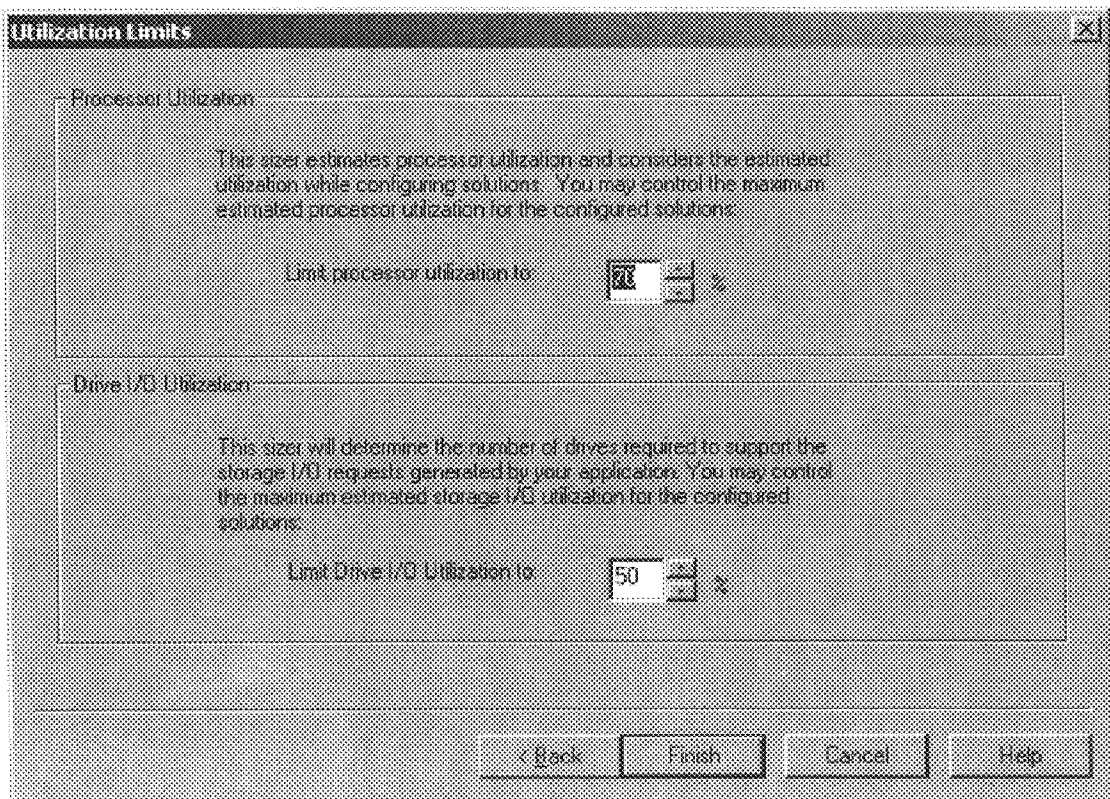 Utilization Limits
Processor Utilization
This sizer estimates processor utilization and considers the estimated
utilization while configuring solutions. You may control the maximum
estimated processor utilization for the configured solutions:
Limit processor utilization to: 70 %
Drive I/O Utilization
This sizer will determine the number of drives required to support the
storage I/O requests generated by your application. You may control
the maximum estimated storage I/O utilization for the configured
solutions:
Limit Drive I/O Utilization to: 50 %
< Back Finish Cancel Help